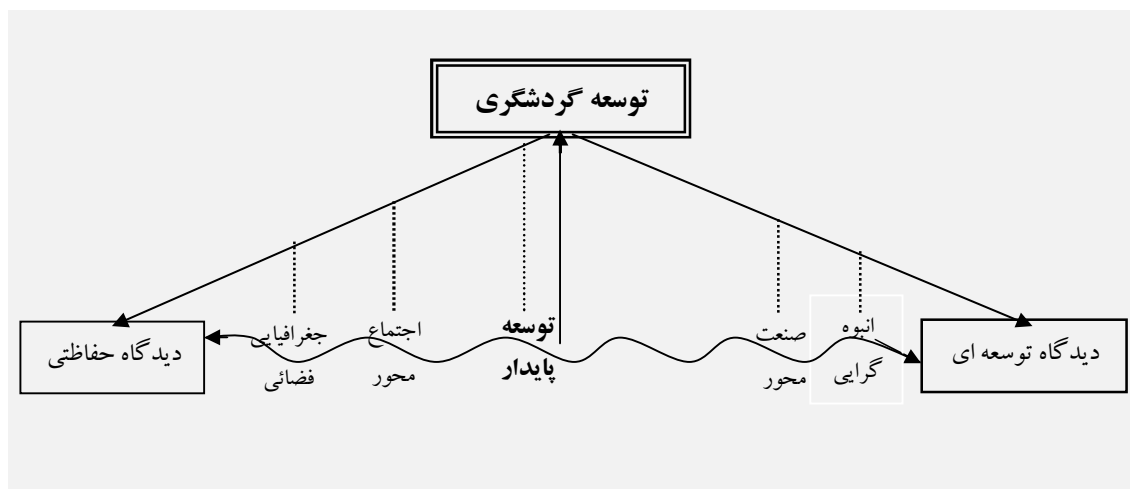 توسعه گردشگری
دیدگاه توسعه ای
انبوه
گرایی
صنعت
محور
توسعه
پایدار
اجتماع
محور
جغرافیایی
فضائی
دیدگاه حفاظتی